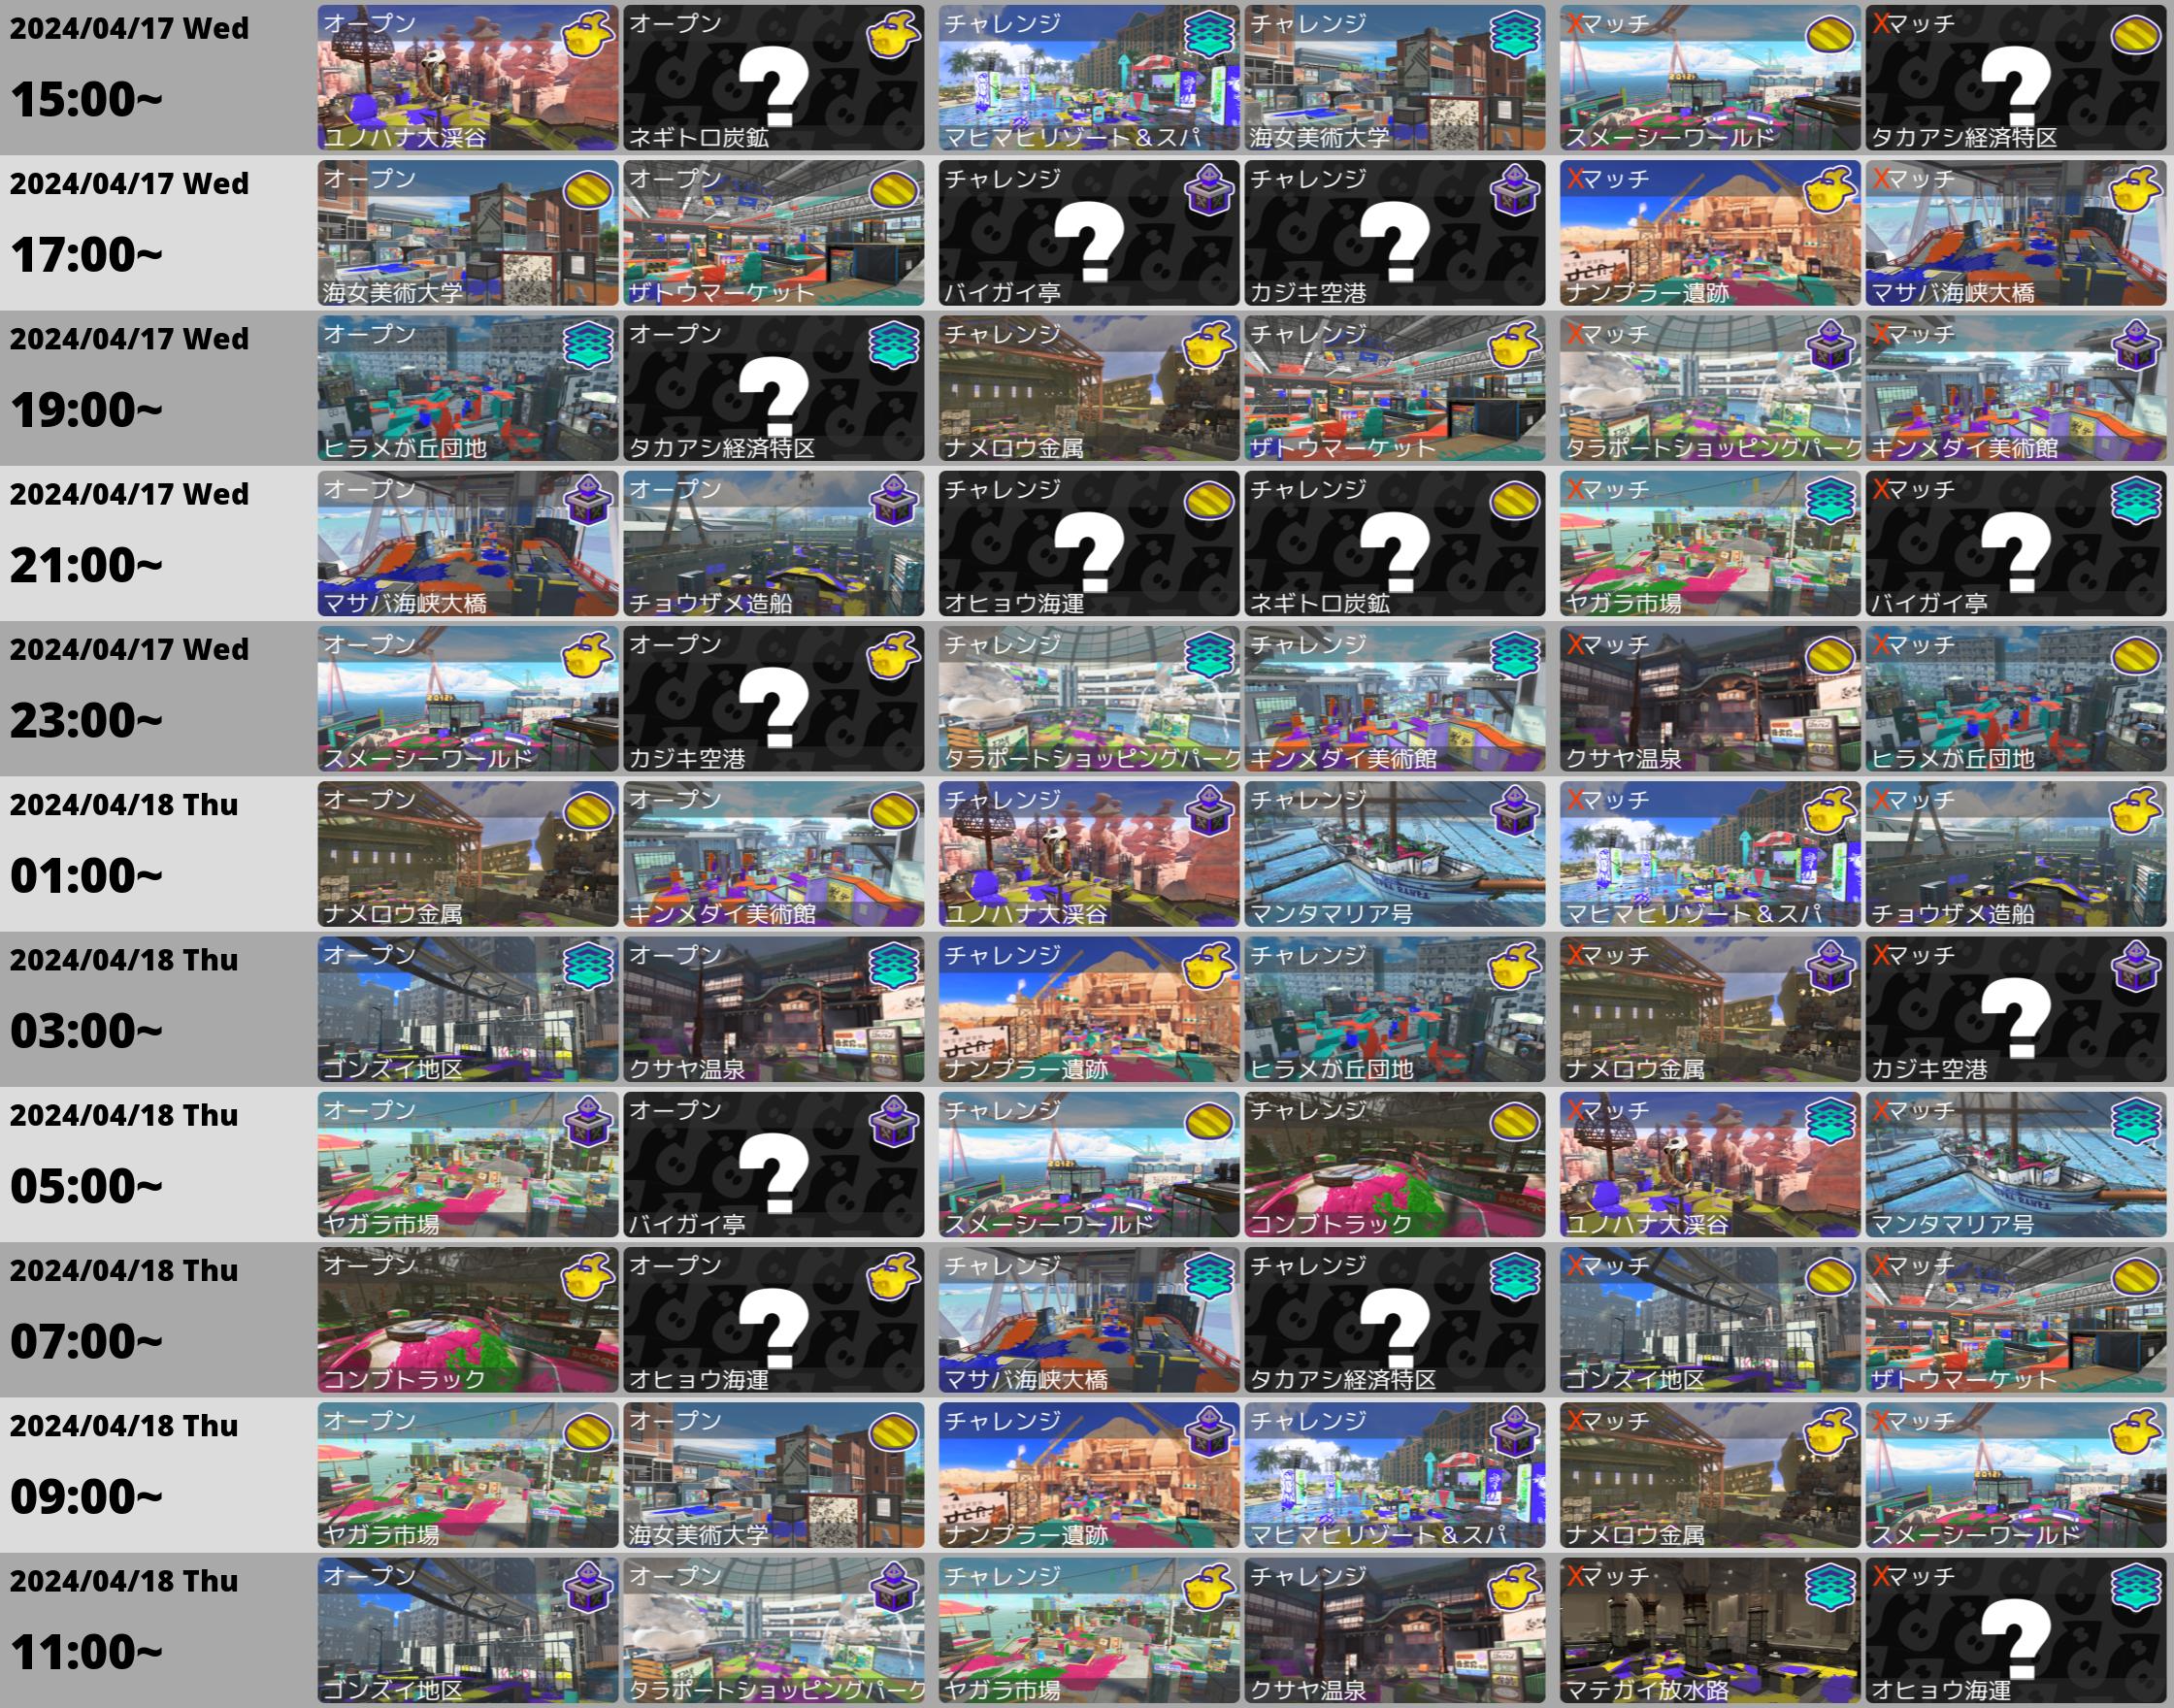 2024/04/17 Wed
15:00~
オープン
ユノハナ大渓谷
オープン
ネギトロ炭鉱
チャレンジ
マヒマヒリゾート＆スパ
チャレンジ
海女美術大学
Xマッチ
スメーシーワールド
Xマッチ
タカアシ経済特区
2024/04/17 Wed
17:00~
オープン
海女美術大学
オープン
ザトウマーケット
チャレンジ
バイガイ亭
チャレンジ
カジキ空港
Xマッチ
ナンプラー遺跡
Xマッチ
マサバ海峡大橋
2024/04/17 Wed
19:00~
オープン
ヒラメが丘団地
オープン
タカアシ経済特区
チャレンジ
ナメロウ金属
チャレンジ
ザトウマーケット
Xマッチ
タラポートショッピングパーク
Xマッチ
キンメダイ美術館
2024/04/17 Wed
21:00~
オープン
マサバ海峡大橋
オープン
チョウザメ造船
チャレンジ
オヒョウ海運
チャレンジ
ネギトロ炭鉱
Xマッチ
ヤガラ市場
Xマッチ
バイガイ亭
2024/04/17 Wed
23:00~
オープン
スメーシーワールド
オープン
カジキ空港
チャレンジ
タラポートショッピングパーク
チャレンジ
キンメダイ美術館
Xマッチ
クサヤ温泉
Xマッチ
ヒラメが丘団地
2024/04/18 Thu
01:00~
オープン
ナメロウ金属
オープン
キンメダイ美術館
チャレンジ
ユノハナ大渓谷
チャレンジ
マンタマリア号
Xマッチ
マヒマヒリゾート＆スパ
Xマッチ
チョウザメ造船
2024/04/18 Thu
03:00~
オープン
ゴンズイ地区
オープン
クサヤ温泉
チャレンジ
ナンプラー遺跡
チャレンジ
ヒラメが丘団地
Xマッチ
ナメロウ金属
Xマッチ
カジキ空港
2024/04/18 Thu
05:00~
オープン
ヤガラ市場
オープン
バイガイ亭
チャレンジ
スメーシーワールド
チャレンジ
コンブトラック
Xマッチ
ユノハナ大渓谷
Xマッチ
マンタマリア号
2024/04/18 Thu
07:00~
オープン
コンブトラック
オープン
オヒョウ海運
チャレンジ
マサバ海峡大橋
チャレンジ
タカアシ経済特区
Xマッチ
ゴンズイ地区
Xマッチ
ザトウマーケット
2024/04/18 Thu
09:00~
オープン
ヤガラ市場
オープン
海女美術大学
チャレンジ
ナンプラー遺跡
チャレンジ
マヒマヒリゾート＆スパ
Xマッチ
ナメロウ金属
Xマッチ
スメーシーワールド
2024/04/18 Thu
11:00~
オープン
ゴンズイ地区
オープン
タラポートショッピングパーク
チャレンジ
ヤガラ市場
チャレンジ
クサヤ温泉
Xマッチ
マテガイ放水路
Xマッチ
オヒョウ海運